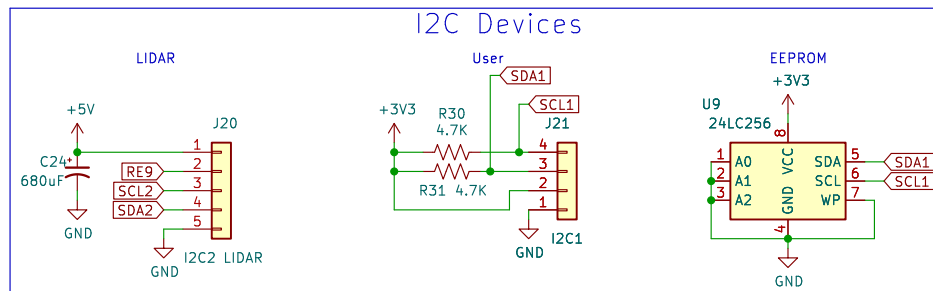 I2C Devices
LIDAR
User
EEPROM
+5V
J20
C24
680uF
GND
RE9
SCL2
SDA2
1
2
3
4
5
GND
I2C2 LIDAR
SDA1
SCL1
+3V3
R30
4.7K
R31 4.7K
J21
4
3
2
1
GND
I2C1
+3V3
U9
24LC256
8
VCC
1 A0
2 A1
3 A2
SDA 5
SCL 6
WP 7
GND
4
SDA1
SCL1
GND